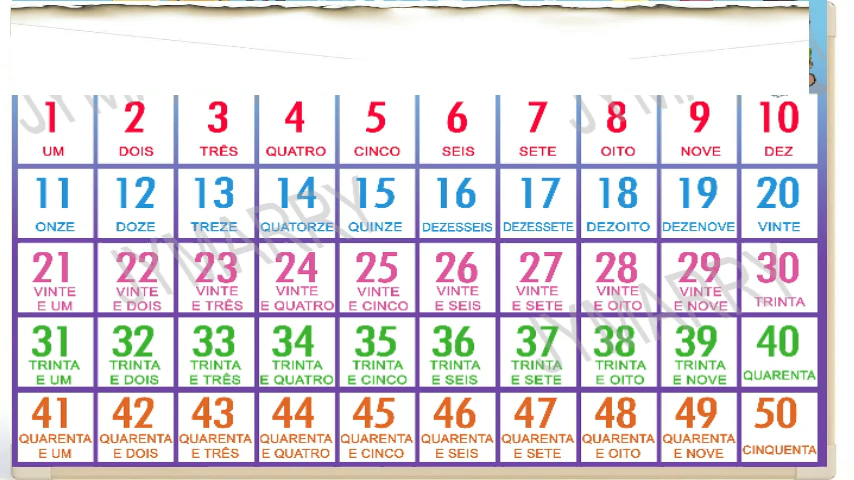 1 2 3 4 5 6 7 8 9 10
UM DOIS TRÊS QUATRO CINCO SEIS SETE OITO NOVE DEZ
11 12 13 14 15 16 17 18 19 20
ONZE DOZE TREZE QUATORZE QUINZE DEZESSEIS DEZESSETE DEZOITO DEZENOVE VINTE
21 22 23 24 25 26 27 28 29 30
VINTE VINTE VINTE VINTE VINTE VINTE VINTE VINTE VINTE TRINTA
E UM E DOIS E TRÊS E QUATRO E CINCO E SEIS E SETE E OITO E NOVE
31 32 33 34 35 36 37 38 39 40
TRINTA TRINTA TRINTA TRINTA TRINTA TRINTA TRINTA TRINTA TRINTA QUARENTA
E UM E DOIS E TRÊS E QUATRO E CINCO E SEIS E SETE E OITO E NOVE
41 42 43 44 45 46 47 48 49 50
QUARENTA QUARENTA QUARENTA QUARENTA QUARENTA QUARENTA QUARENTA QUARENTA QUARENTA CINQUENTA
E UM E DOIS E TRÊS E QUATRO E CINCO E SEIS E SETE E OITO E NOVE
JYMARRY
JYMARRY